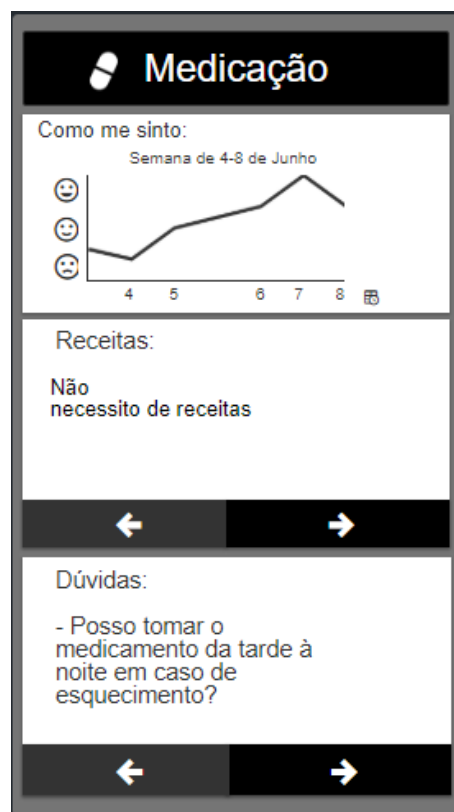 Medicação
Como me sinto:
Semana de 4-8 de Junho
4 5 6 7 8
Receitas:
Não
necessito de receitas
Dúvidas:
- Posso tomar o
medicamento da tarde à
noite em caso de
esquecimento?